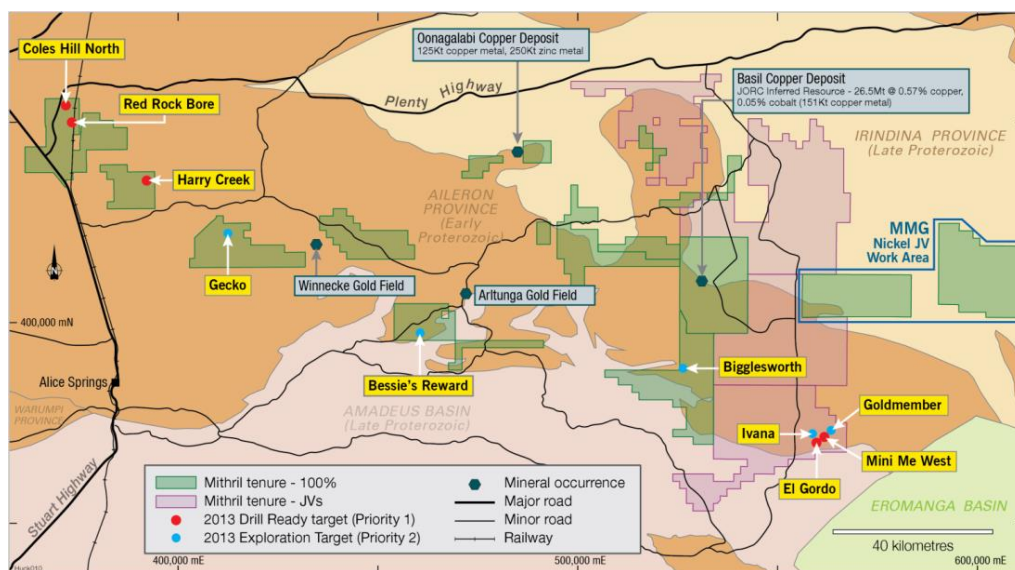 Coles Hill North
Red Rock Bore
Harry Creek
Gecko
Winnecke Gold Field
Oonagalabi Copper Deposit
125Kt copper metal, 250Kt zinc metal
Plenty Highway
Basil Copper Deposit
JORC Inferred Resource - 26.5Mt @ 0.57% copper,
0.05% cobalt (151Kt copper metal)
IRINDINA PROVINCE
(Late Proterozoic)
AILERON
PROVINCE
(Early
Proterozoic)
MMG
Nickel JV
Work Area
N
Arltunga Gold Field
400,000 mN
Bessie's Reward
Bigglesworth
Alice Springs
WARUMPI
PROVINCE
AMADEUS BASIN
(Late Proterozoic)
Goldmember
Ivana
Mini Me West
El Gordo
EROMANGA BASIN
Stuart Highway
Mithril tenure - 100%
Mithril tenure - JVs
2013 Drill Ready target (Priority 1)
2013 Exploration Target (Priority 2)
Mineral occurrence
Major road
Minor road
Railway
40 kilometres
400,000 mE
500,000 mE
600,000 mE